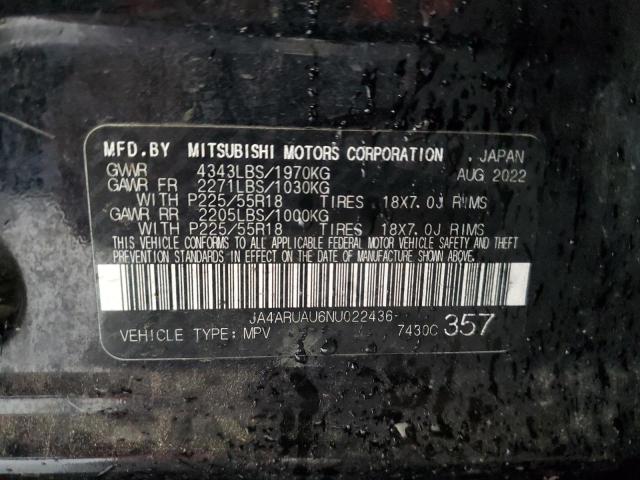 MFD.BY MITSUBISHI MOTORS CORPORATION JAPAN
GVWR 4343LBS/1970KG AUG 2022
GAWR FR 2271LBS/1030KG
WITH P225/55R18 TIRES 18X7.0J RIMS
GAWR RR 2205LBS/1000KG
WITH P225/55R18 TIRES 18X7.0J RIMS
THIS VEHICLE CONFORMS TO ALL APPLICABLE FEDERAL MOTOR VEHICLE SAFETY AND THEFT
PREVENTION STANDARDS IN EFFECT ON THE DATE OF MANUFACTURE SHOWN ABOVE.
JA4ARUAU6NU022436
VEHICLE TYPE: MPV 7430C 357